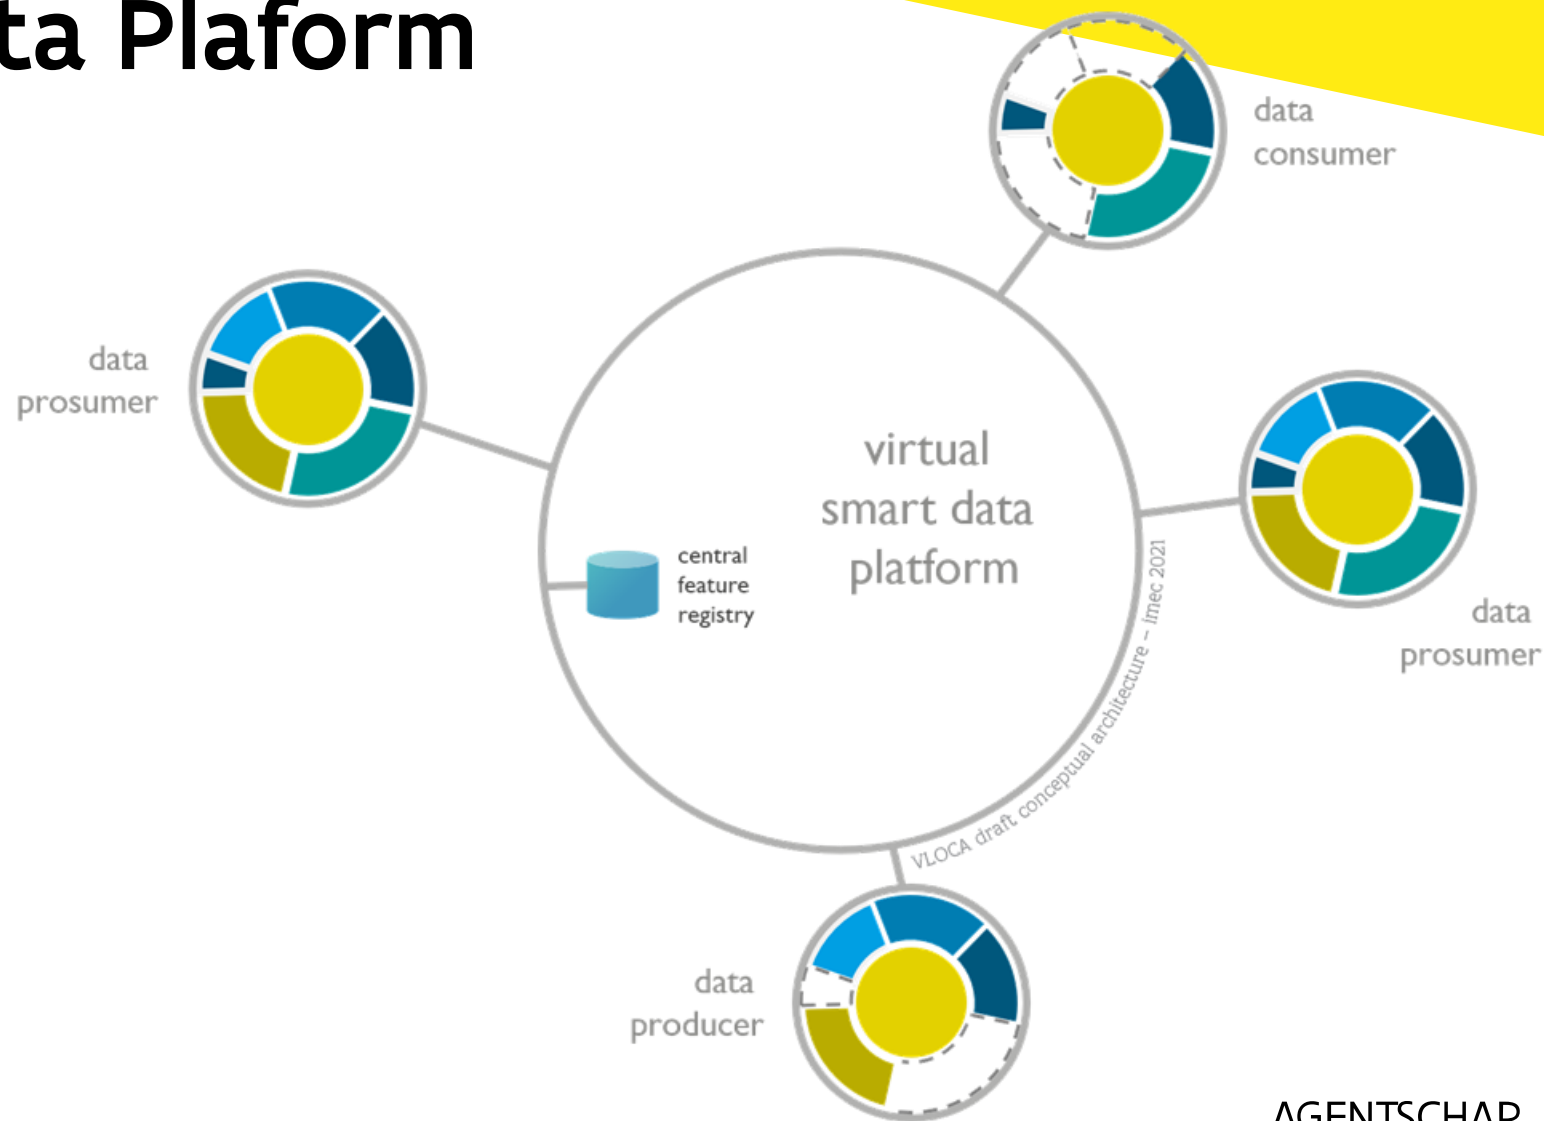 ta Plaform
data
consumer
data
prosumer
virtual
smart data
platform
central
feature
registry
VLOCA draft conceptual architecture – imec 2021
data
prosumer
data
producer
AGENTSCHAP